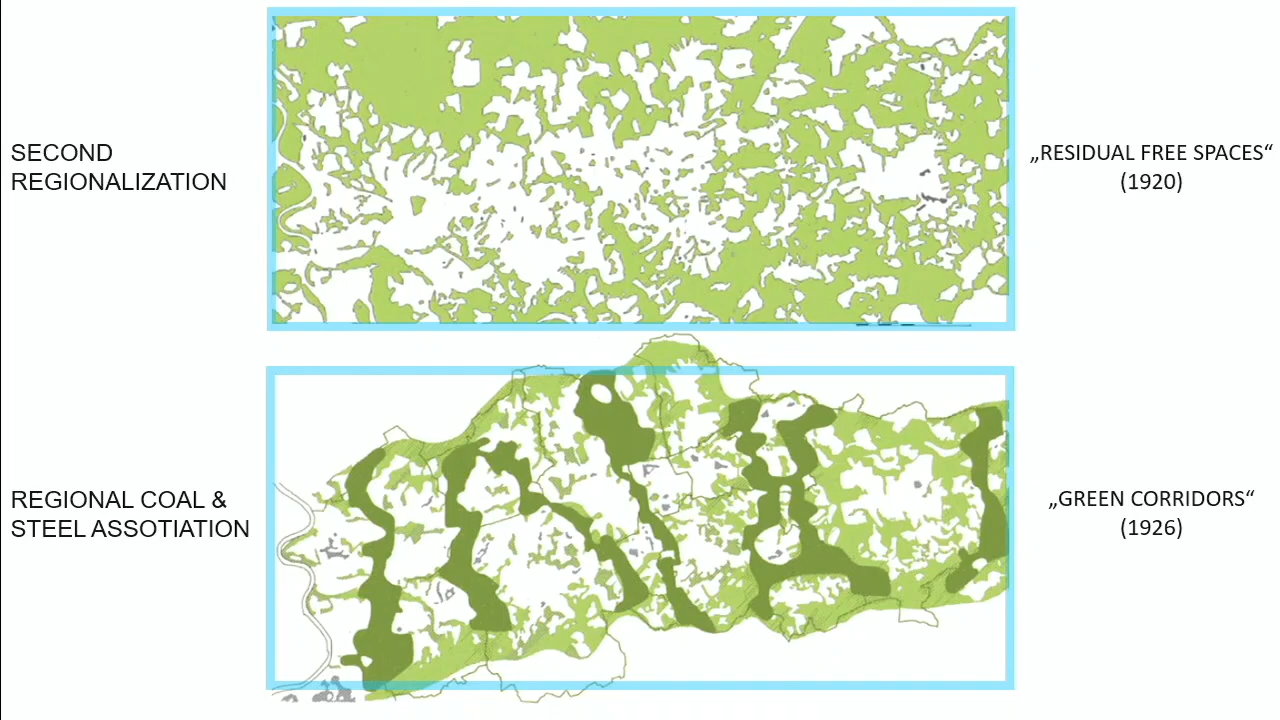 SECOND
REGIONALIZATION
„RESIDUAL FREE SPACES“
(1920)
REGIONAL COAL &
STEEL ASSOTIATION
„GREEN CORRIDORS“
(1926)